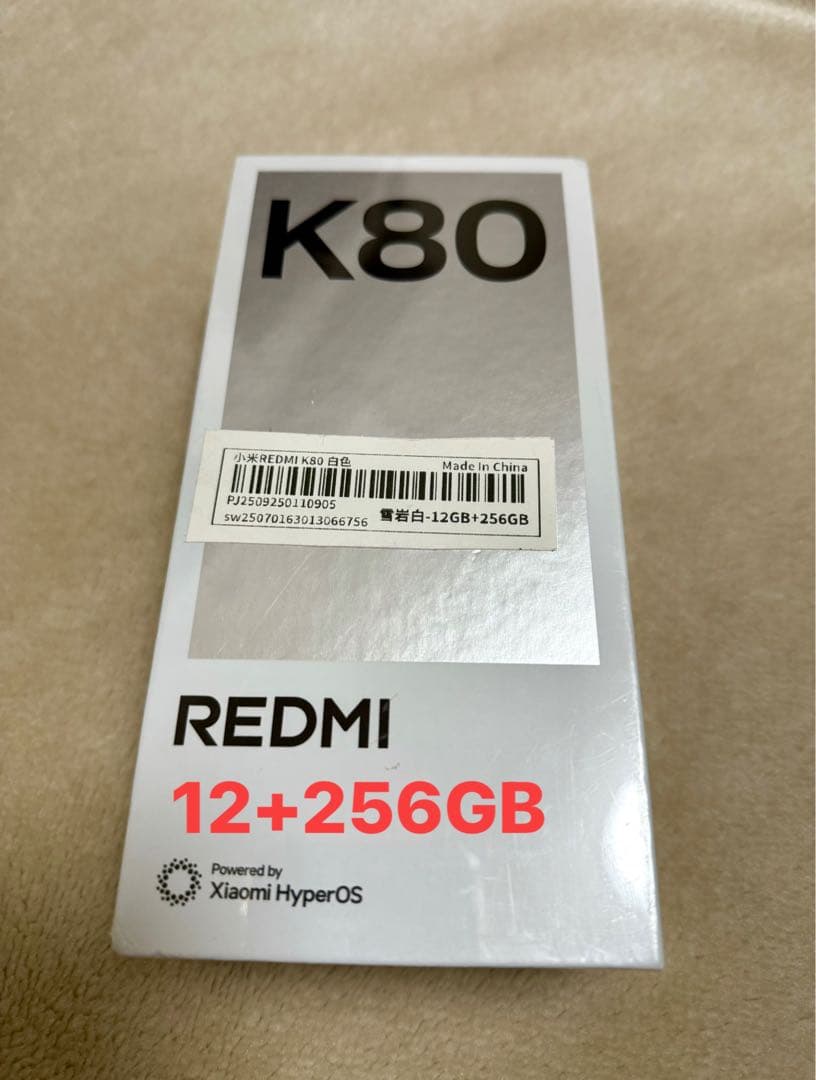 K80
小米REDMI K80 白色
Made In China
PJ2509250110905
sw25070163013066756
雪岩白-12GB+256GB
REDMI
12+256GB
Powered by
Xiaomi HyperOS